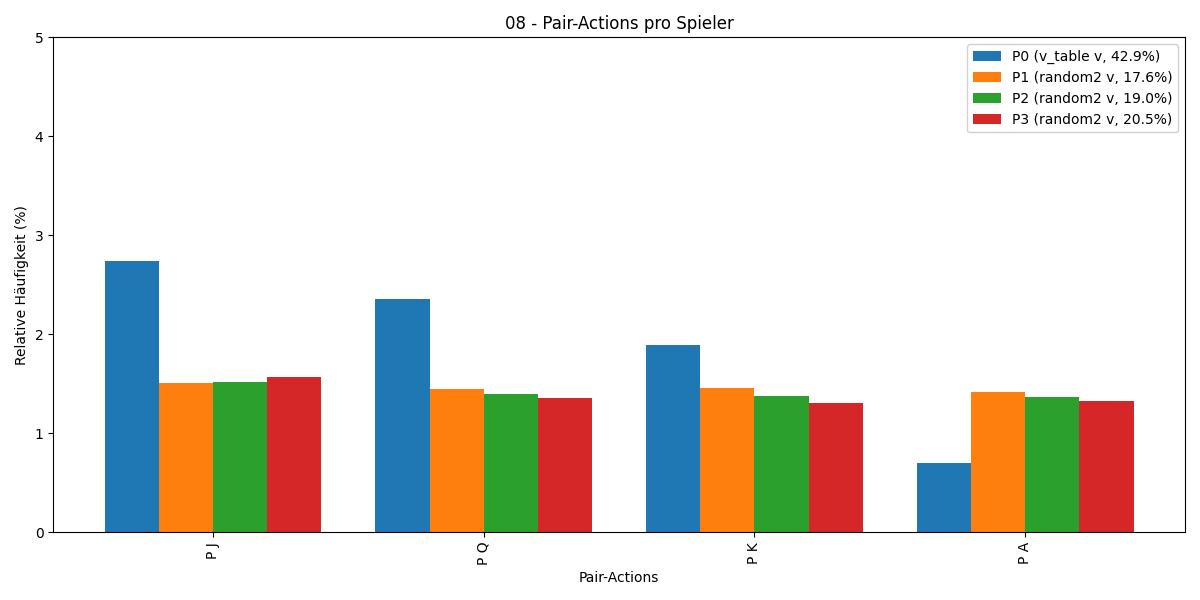 08 - Pair-Actions pro Spieler
P0 (v_table v, 42.9%)
P1 (random2 v, 17.6%)
P2 (random2 v, 19.0%)
P3 (random2 v, 20.5%)
Relative Häufigkeit (%)
5
4
3
2
1
0
P J
P Q
P K
P A
Pair-Actions